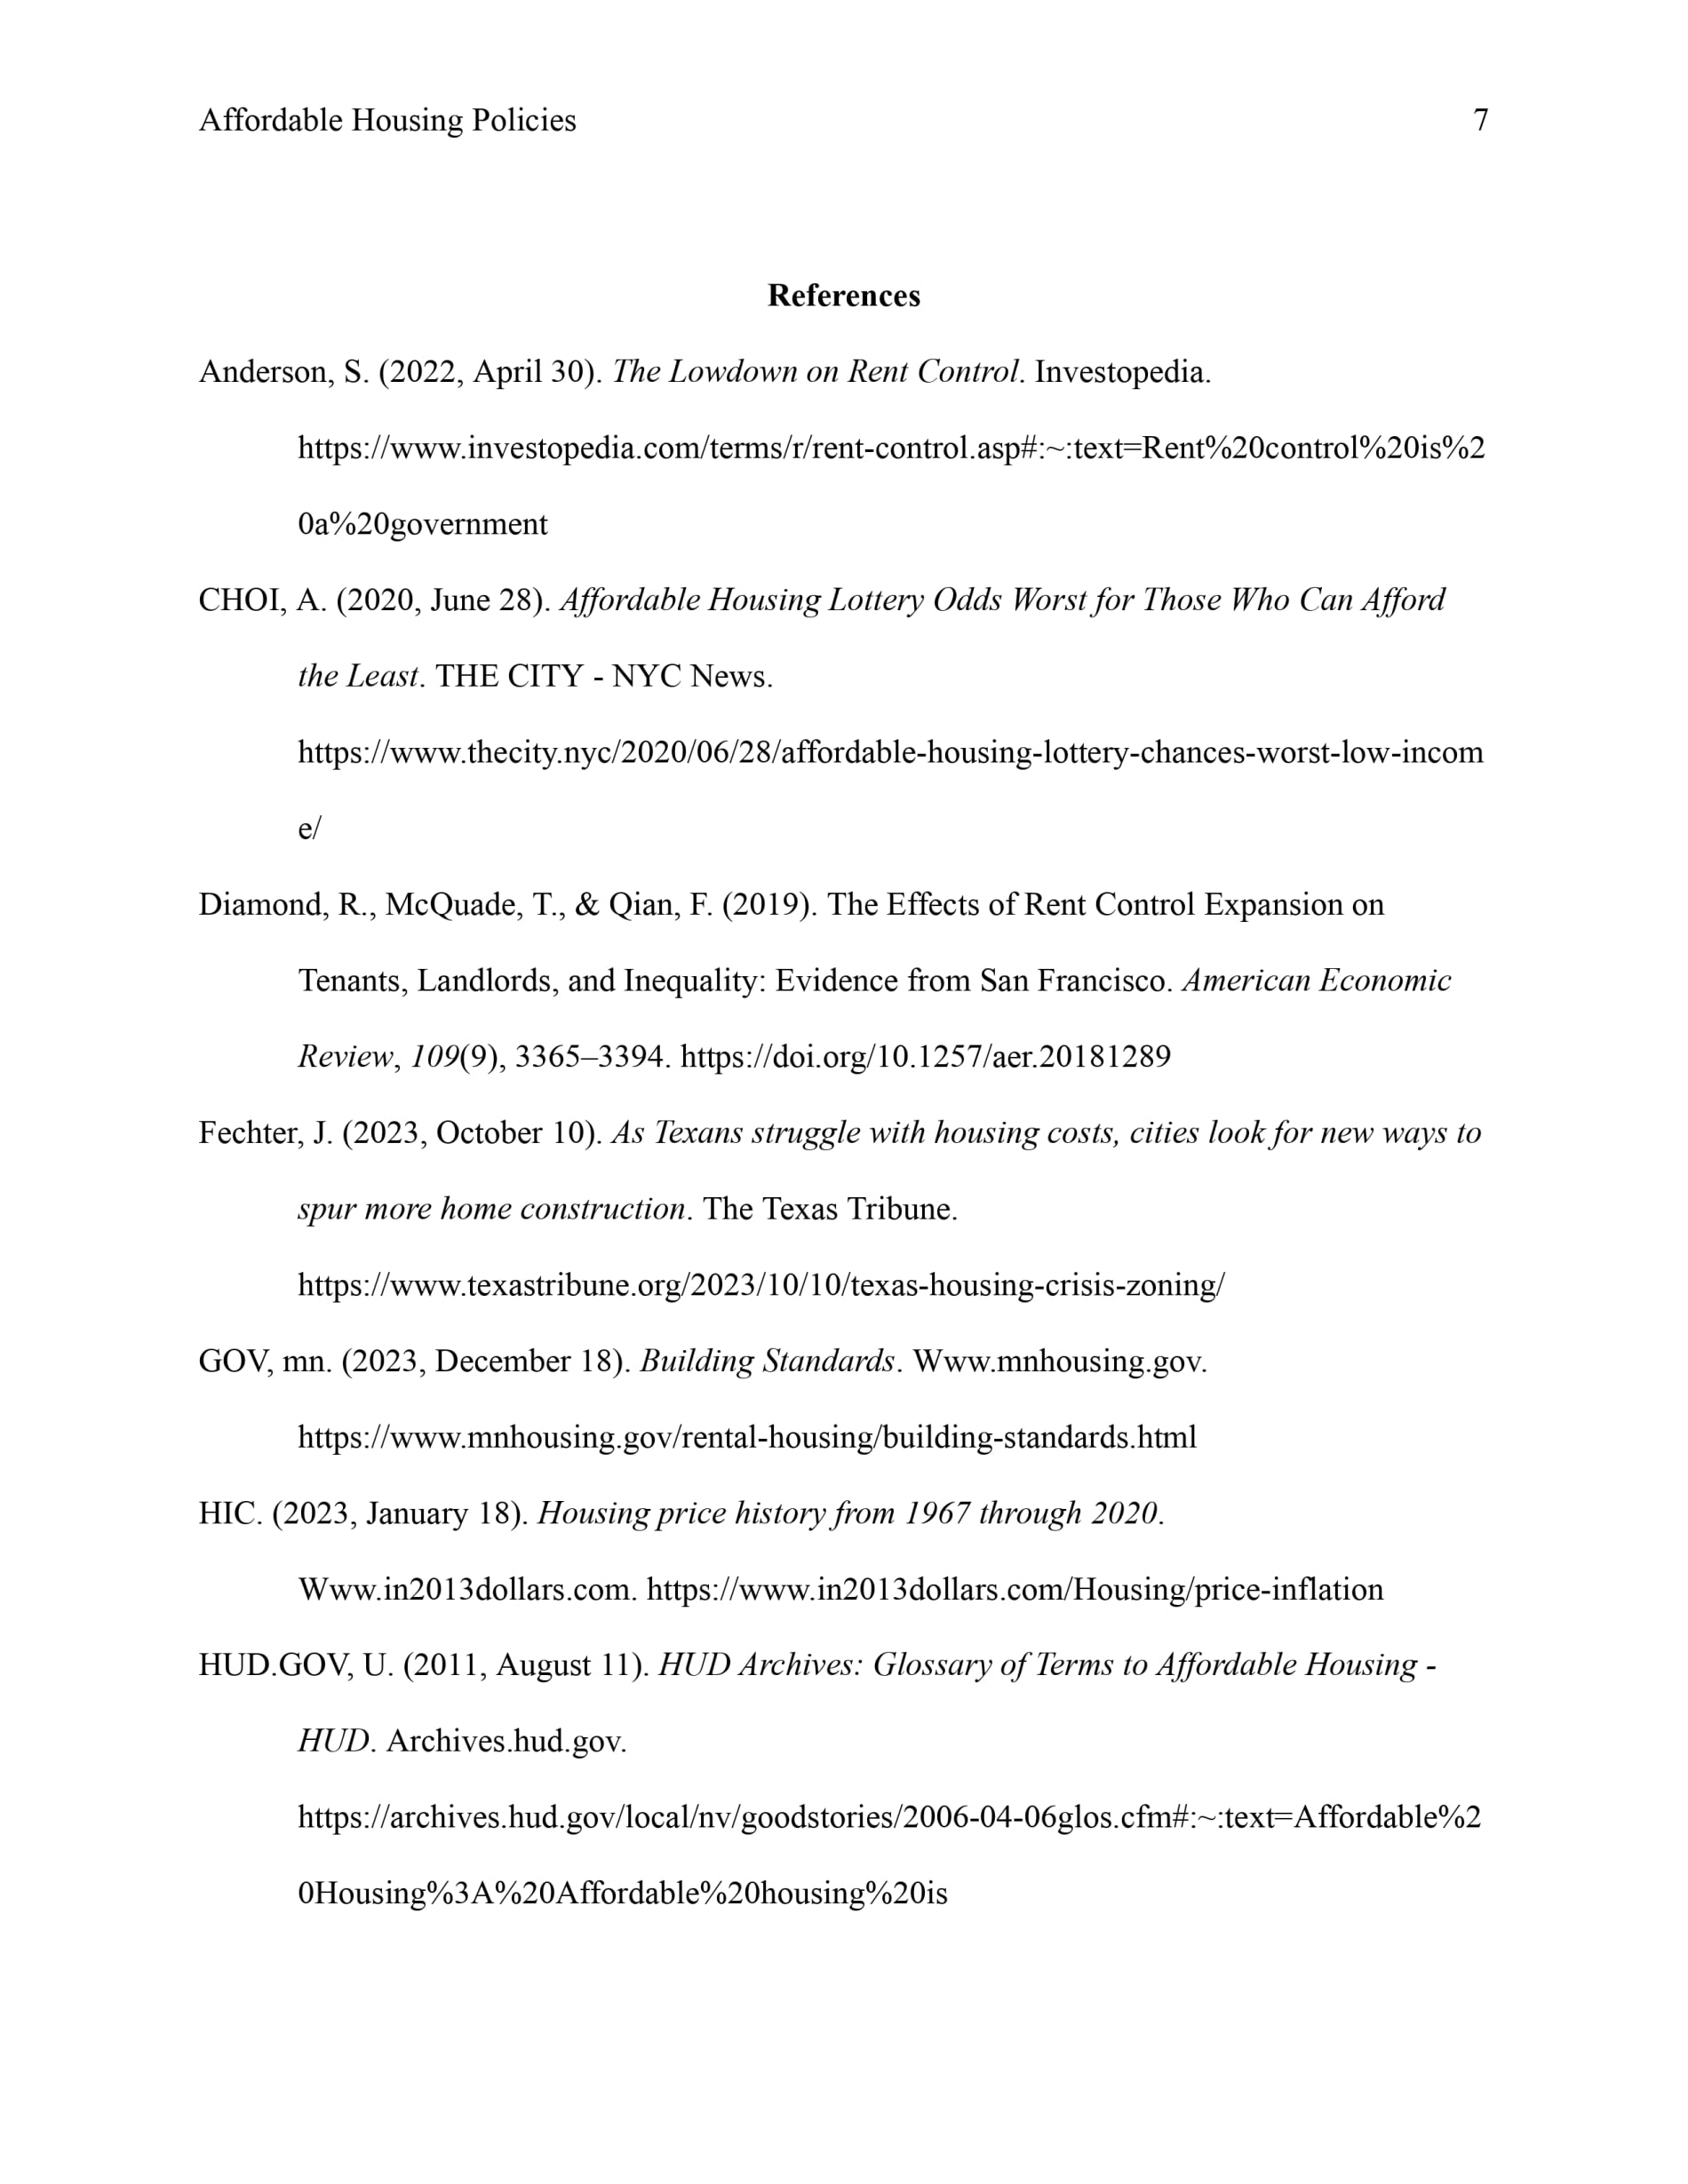 Affordable Housing Policies 7
References
Anderson, S. (2022, April 30). The Lowdown on Rent Control. Investopedia.
https://www.investopedia.com/terms/r/rent-control.asp#:~:text=Rent%20control%20is%2
0a%20government
CHOI, A. (2020, June 28). Affordable Housing Lottery Odds Worst for Those Who Can Afford
the Least. THE CITY - NYC News.
https://www.thecity.nyc/2020/06/28/affordable-housing-lottery-chances-worst-low-incom
e/
Diamond, R., McQuade, T., & Qian, F. (2019). The Effects of Rent Control Expansion on
Tenants, Landlords, and Inequality: Evidence from San Francisco. American Economic
Review, 109(9), 3365–3394. https://doi.org/10.1257/aer.20181289
Fechter, J. (2023, October 10). As Texans struggle with housing costs, cities look for new ways to
spur more home construction. The Texas Tribune.
https://www.texastribune.org/2023/10/10/texas-housing-crisis-zoning/
GOV, mn. (2023, December 18). Building Standards. Www.mnhousing.gov.
https://www.mnhousing.gov/rental-housing/building-standards.html
HIC. (2023, January 18). Housing price history from 1967 through 2020.
Www.in2013dollars.com. https://www.in2013dollars.com/Housing/price-inflation
HUD.GOV, U. (2011, August 11). HUD Archives: Glossary of Terms to Affordable Housing -
HUD. Archives.hud.gov.
https://archives.hud.gov/local/nv/goodstories/2006-04-06glos.cfm#:~:text=Affordable%2
0Housing%3A%20Affordable%20housing%20is